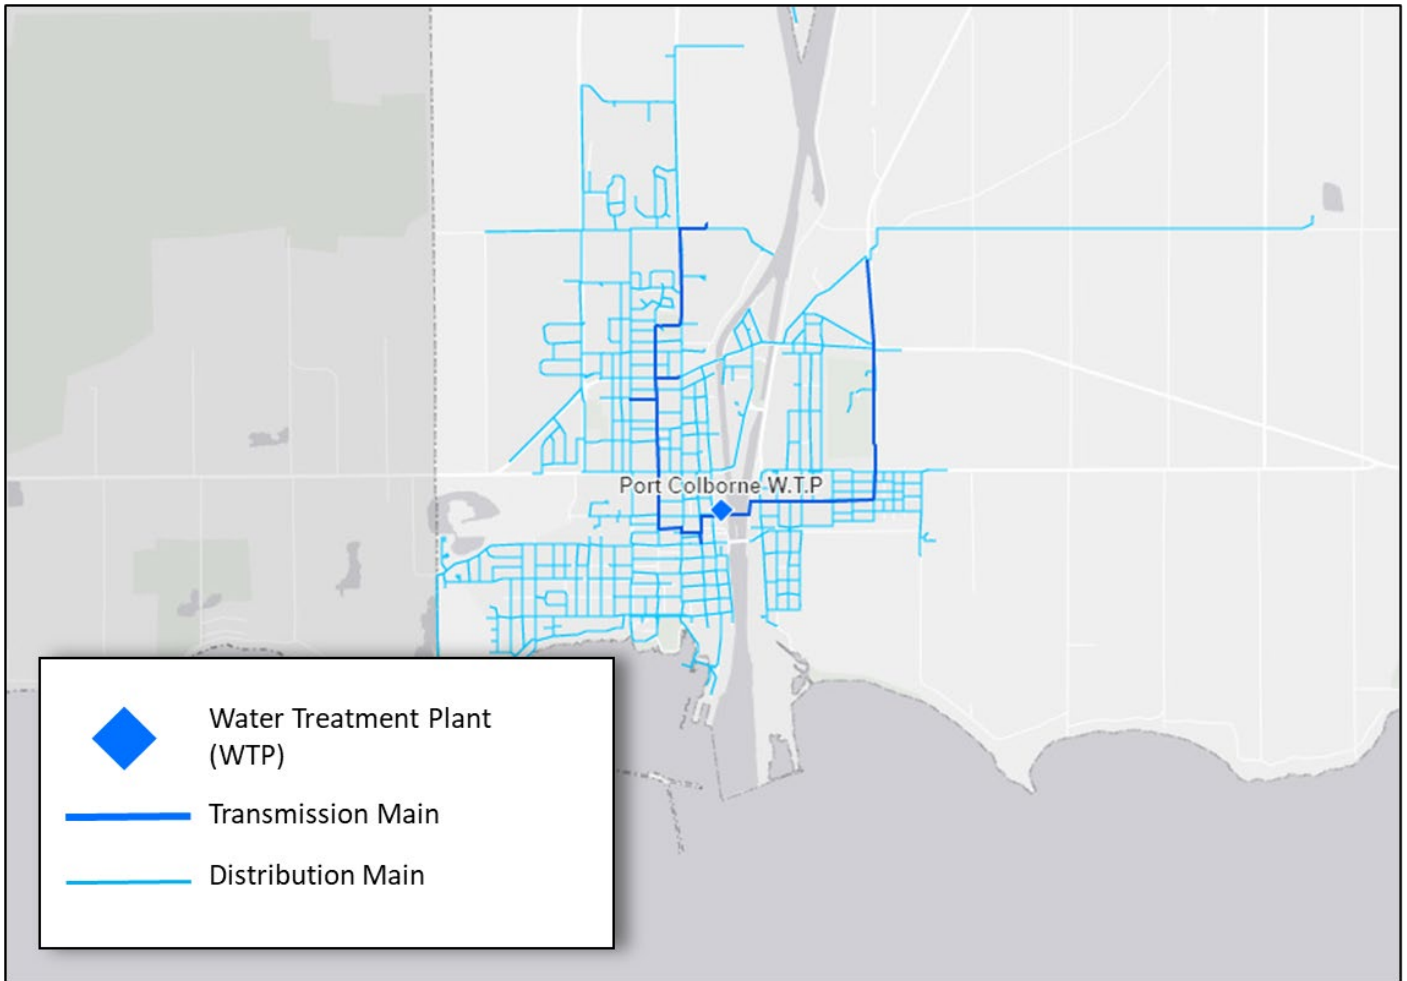 Port Colborne W.T.P
Water Treatment Plant
(WTP)
Transmission Main
Distribution Main